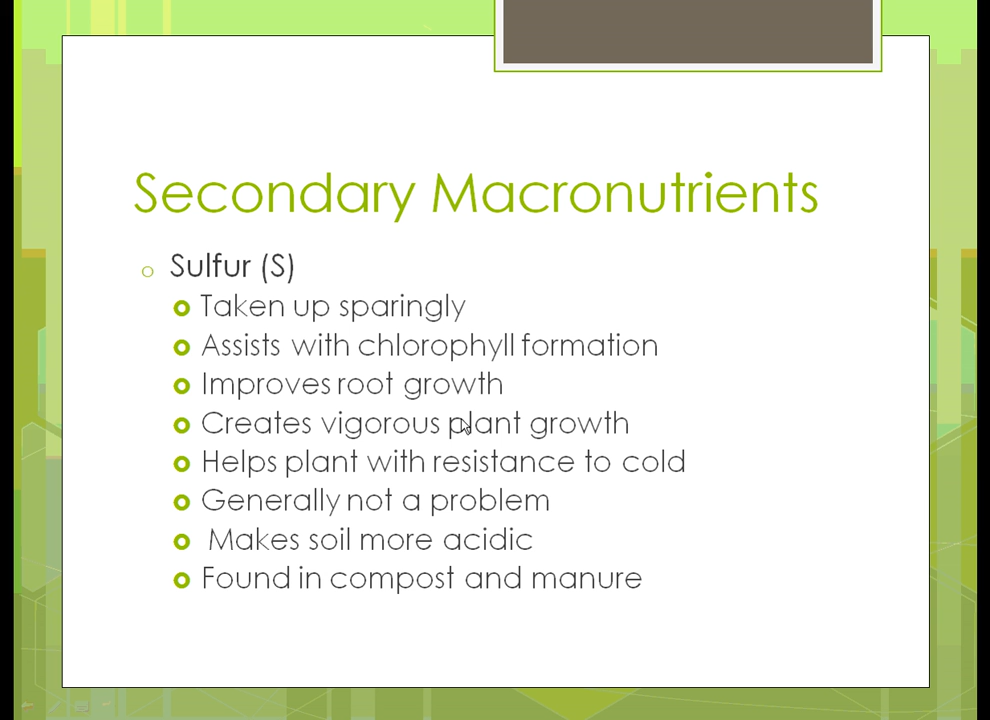 Secondary Macronutrients
Sulfur (S)
Taken up sparingly
Assists with chlorophyll formation
Improves root growth
Creates vigorous plant growth
Helps plant with resistance to cold
Generally not a problem
Makes soil more acidic
Found in compost and manure